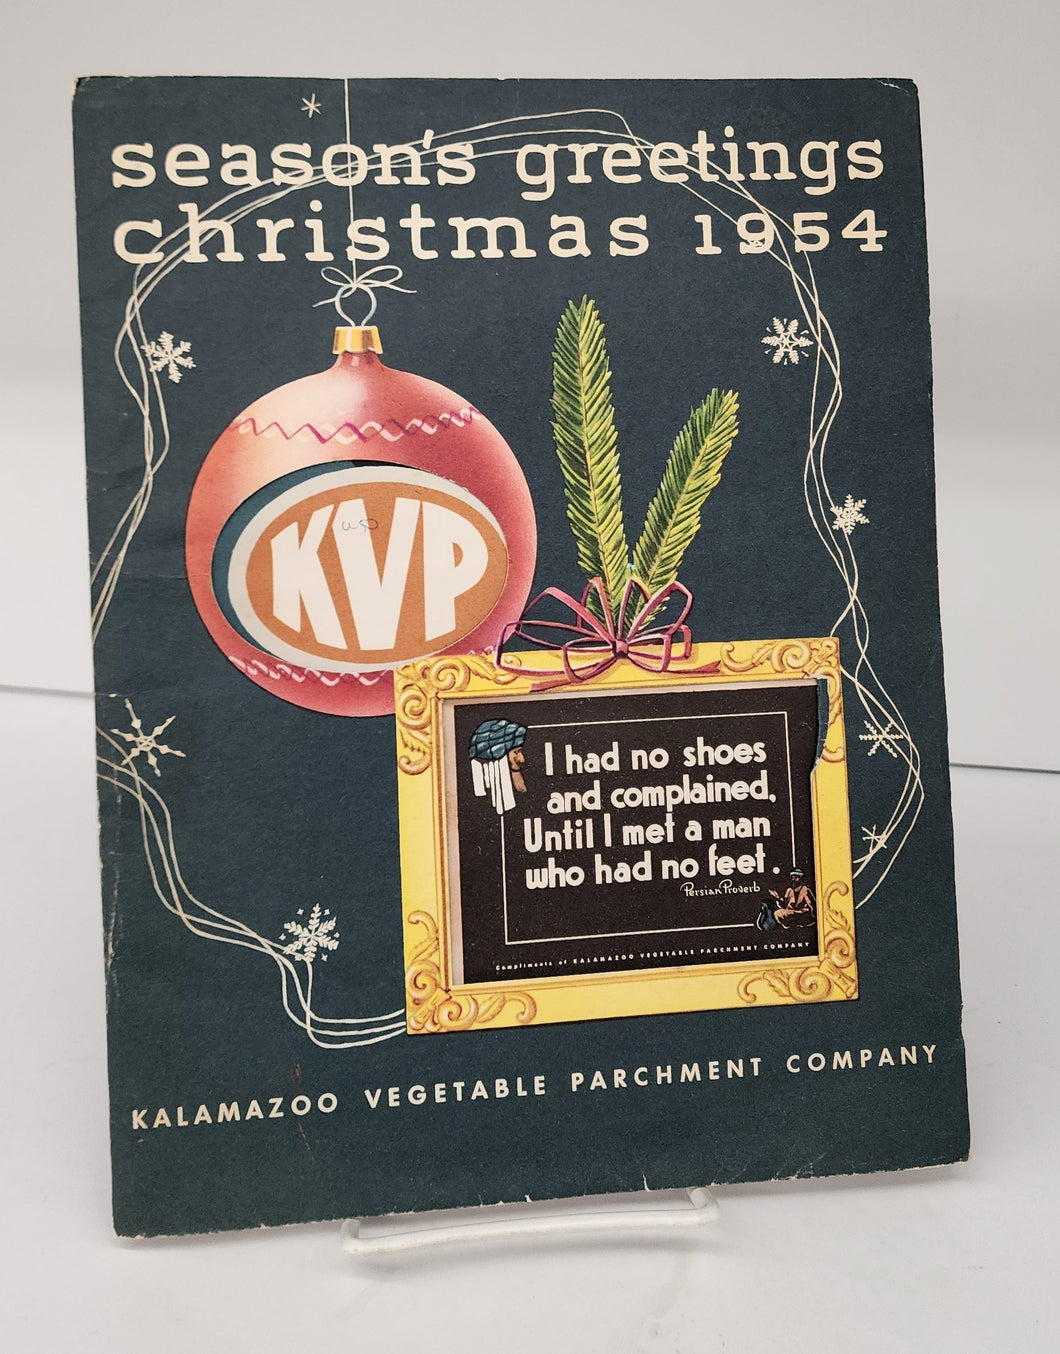 season's greetings
christmas 1954
KVP
I had no shoes
and complained,
Until I met a man
who had no feet.
Persian Proverb
Compliments of KALAMAZOO VEGETABLE PARCHMENT COMPANY
KALAMAZOO VEGETABLE PARCHMENT COMPANY